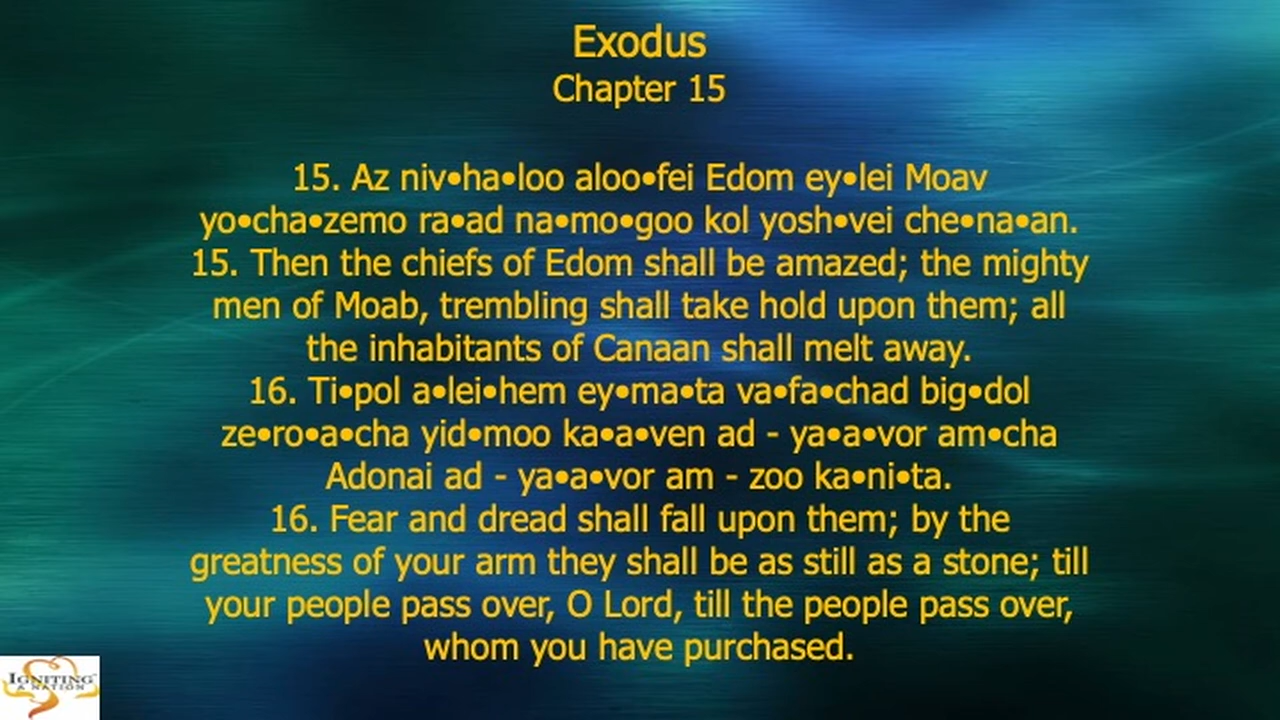 Exodus
Chapter 15
15. Az niv•ha•loo aloo•fei Edom ey•lei Moav
yo•cha•zemo ra•ad na•mo•goo kol yosh•vei che•na•an.
15. Then the chiefs of Edom shall be amazed; the mighty
men of Moab, trembling shall take hold upon them; all
the inhabitants of Canaan shall melt away.
16. Ti•pol a•lei•hem ey•ma•ta va•fa•chad big•dol
ze•ro•a•cha yid•moo ka•a•ven ad - ya•a•vor am•cha
Adonai ad - ya•a•vor am - zoo ka•ni•ta.
16. Fear and dread shall fall upon them; by the
greatness of your arm they shall be as still as a stone; till
your people pass over, O Lord, till the people pass over,
whom you have purchased.
IGNITING
A NATION